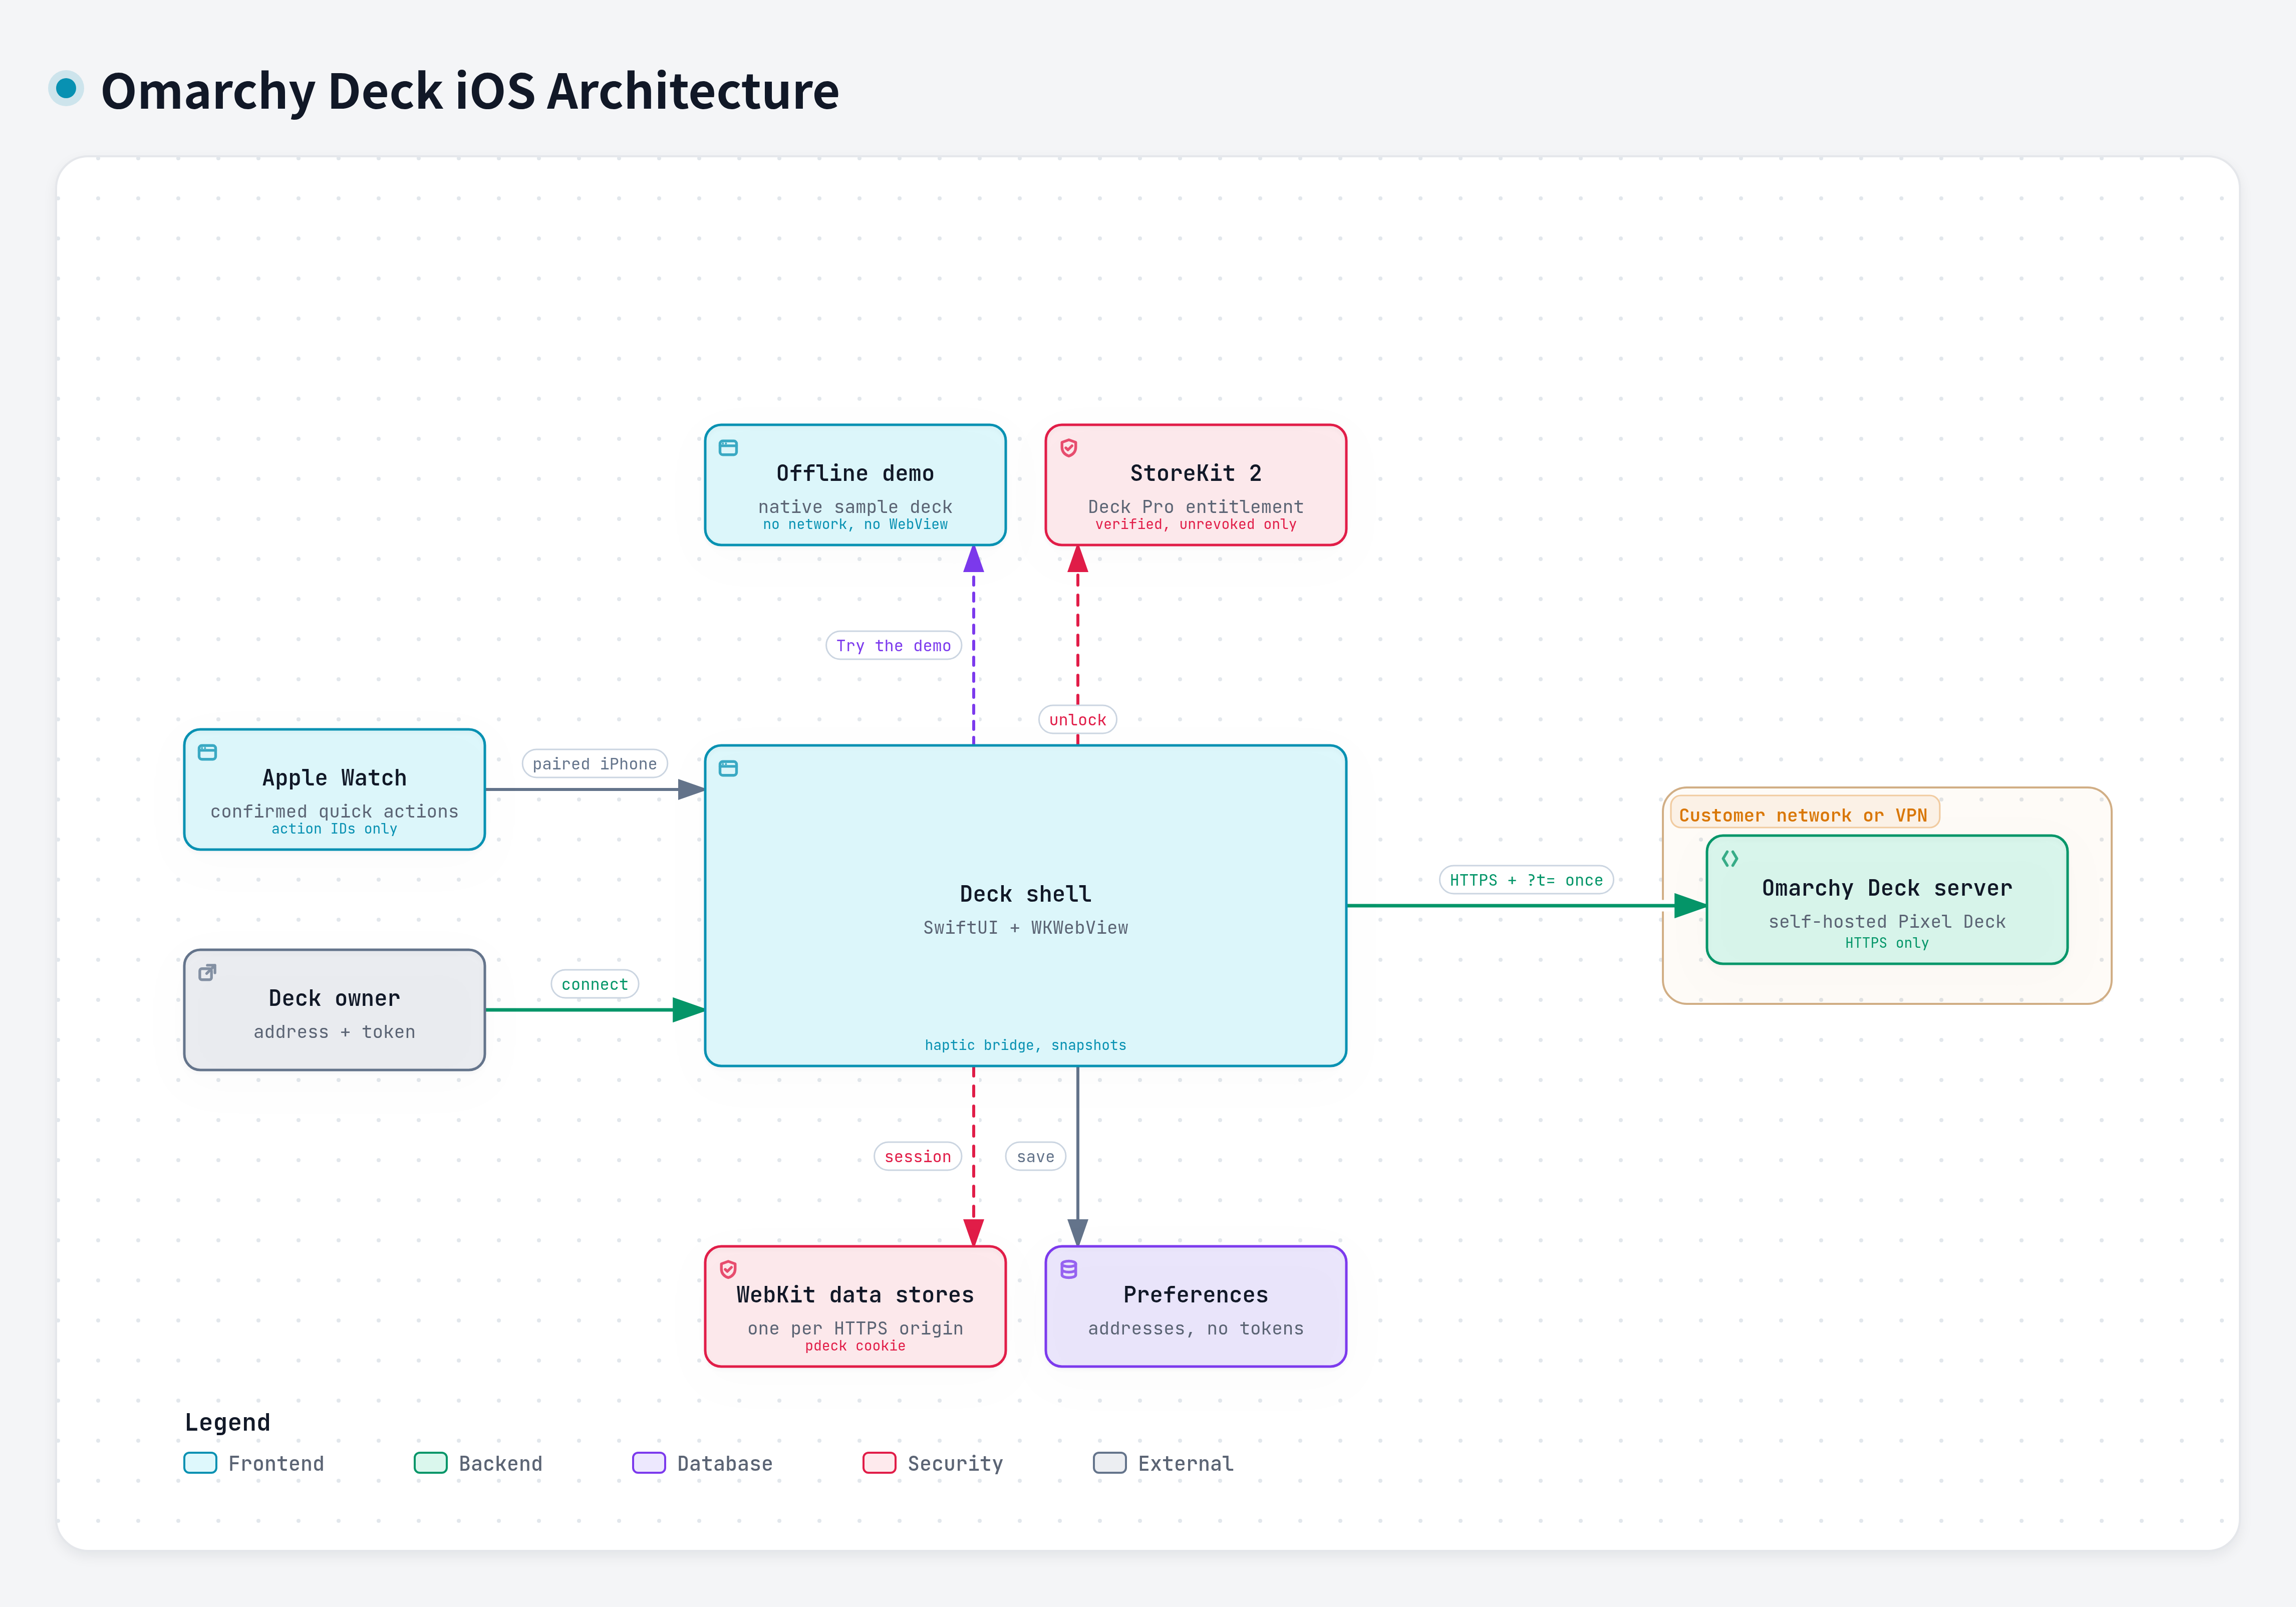 Omarchy Deck iOS Architecture
Offline demo
native sample deck
no network, no WebView
StoreKit 2
Deck Pro entitlement
verified, unrevoked only
Try the demo
unlock
Apple Watch
confirmed quick actions
action IDs only
paired iPhone
Deck owner
address + token
connect
Deck shell
SwiftUI + WKWebView
haptic bridge, snapshots
HTTPS + ?t= once
Customer network or VPN
Omarchy Deck server
self-hosted Pixel Deck
HTTPS only
session
save
WebKit data stores
one per HTTPS origin
pdeck cookie
Preferences
addresses, no tokens
Legend
Frontend
Backend
Database
Security
External